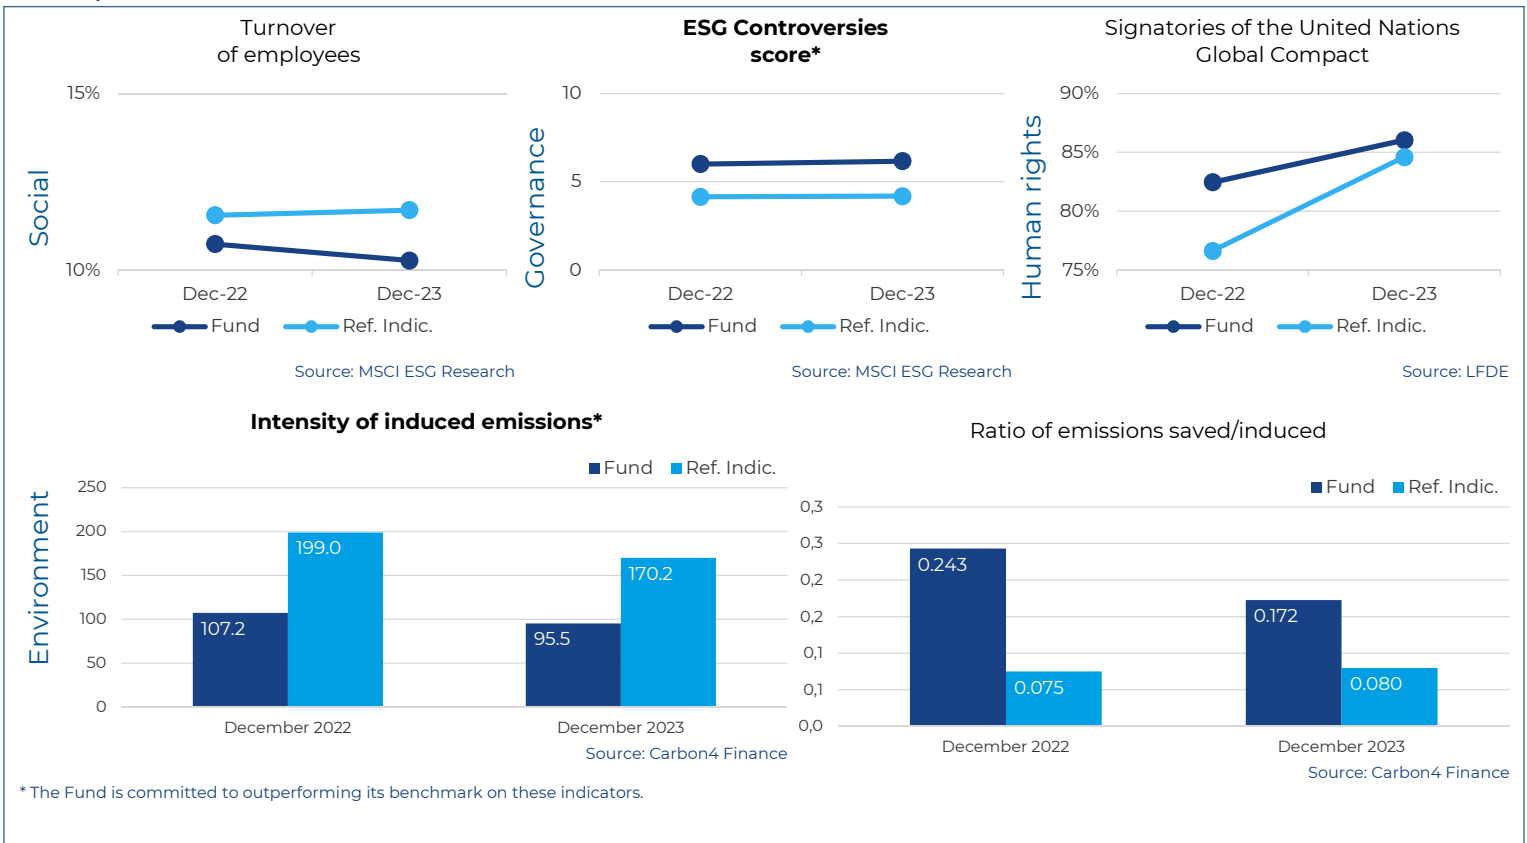 Turnover
of employees
15%
10%
Social
Dec-22
Dec-23
Fund
Ref. Indic.
Source: MSCI ESG Research
ESG Controversies
score*
10
5
0
Governance
Dec-22
Dec-23
Fund
Ref. Indic.
Source: MSCI ESG Research
Signatories of the United Nations
Global Compact
90%
85%
80%
75%
Human rights
Dec-22
Dec-23
Fund
Ref. Indic.
Source: LFDE
Intensity of induced emissions*
Fund
Ref. Indic.
250
200
150
100
50
0
Environment
107.2
199.0
95.5
170.2
December 2022
December 2023
Source: Carbon4 Finance
Ratio of emissions saved/induced
Fund
Ref. Indic.
0,3
0,3
0,2
0,2
0,1
0,1
0,0
0.243
0.075
0.172
0.080
December 2022
December 2023
Source: Carbon4 Finance
* The Fund is committed to outperforming its benchmark on these indicators.